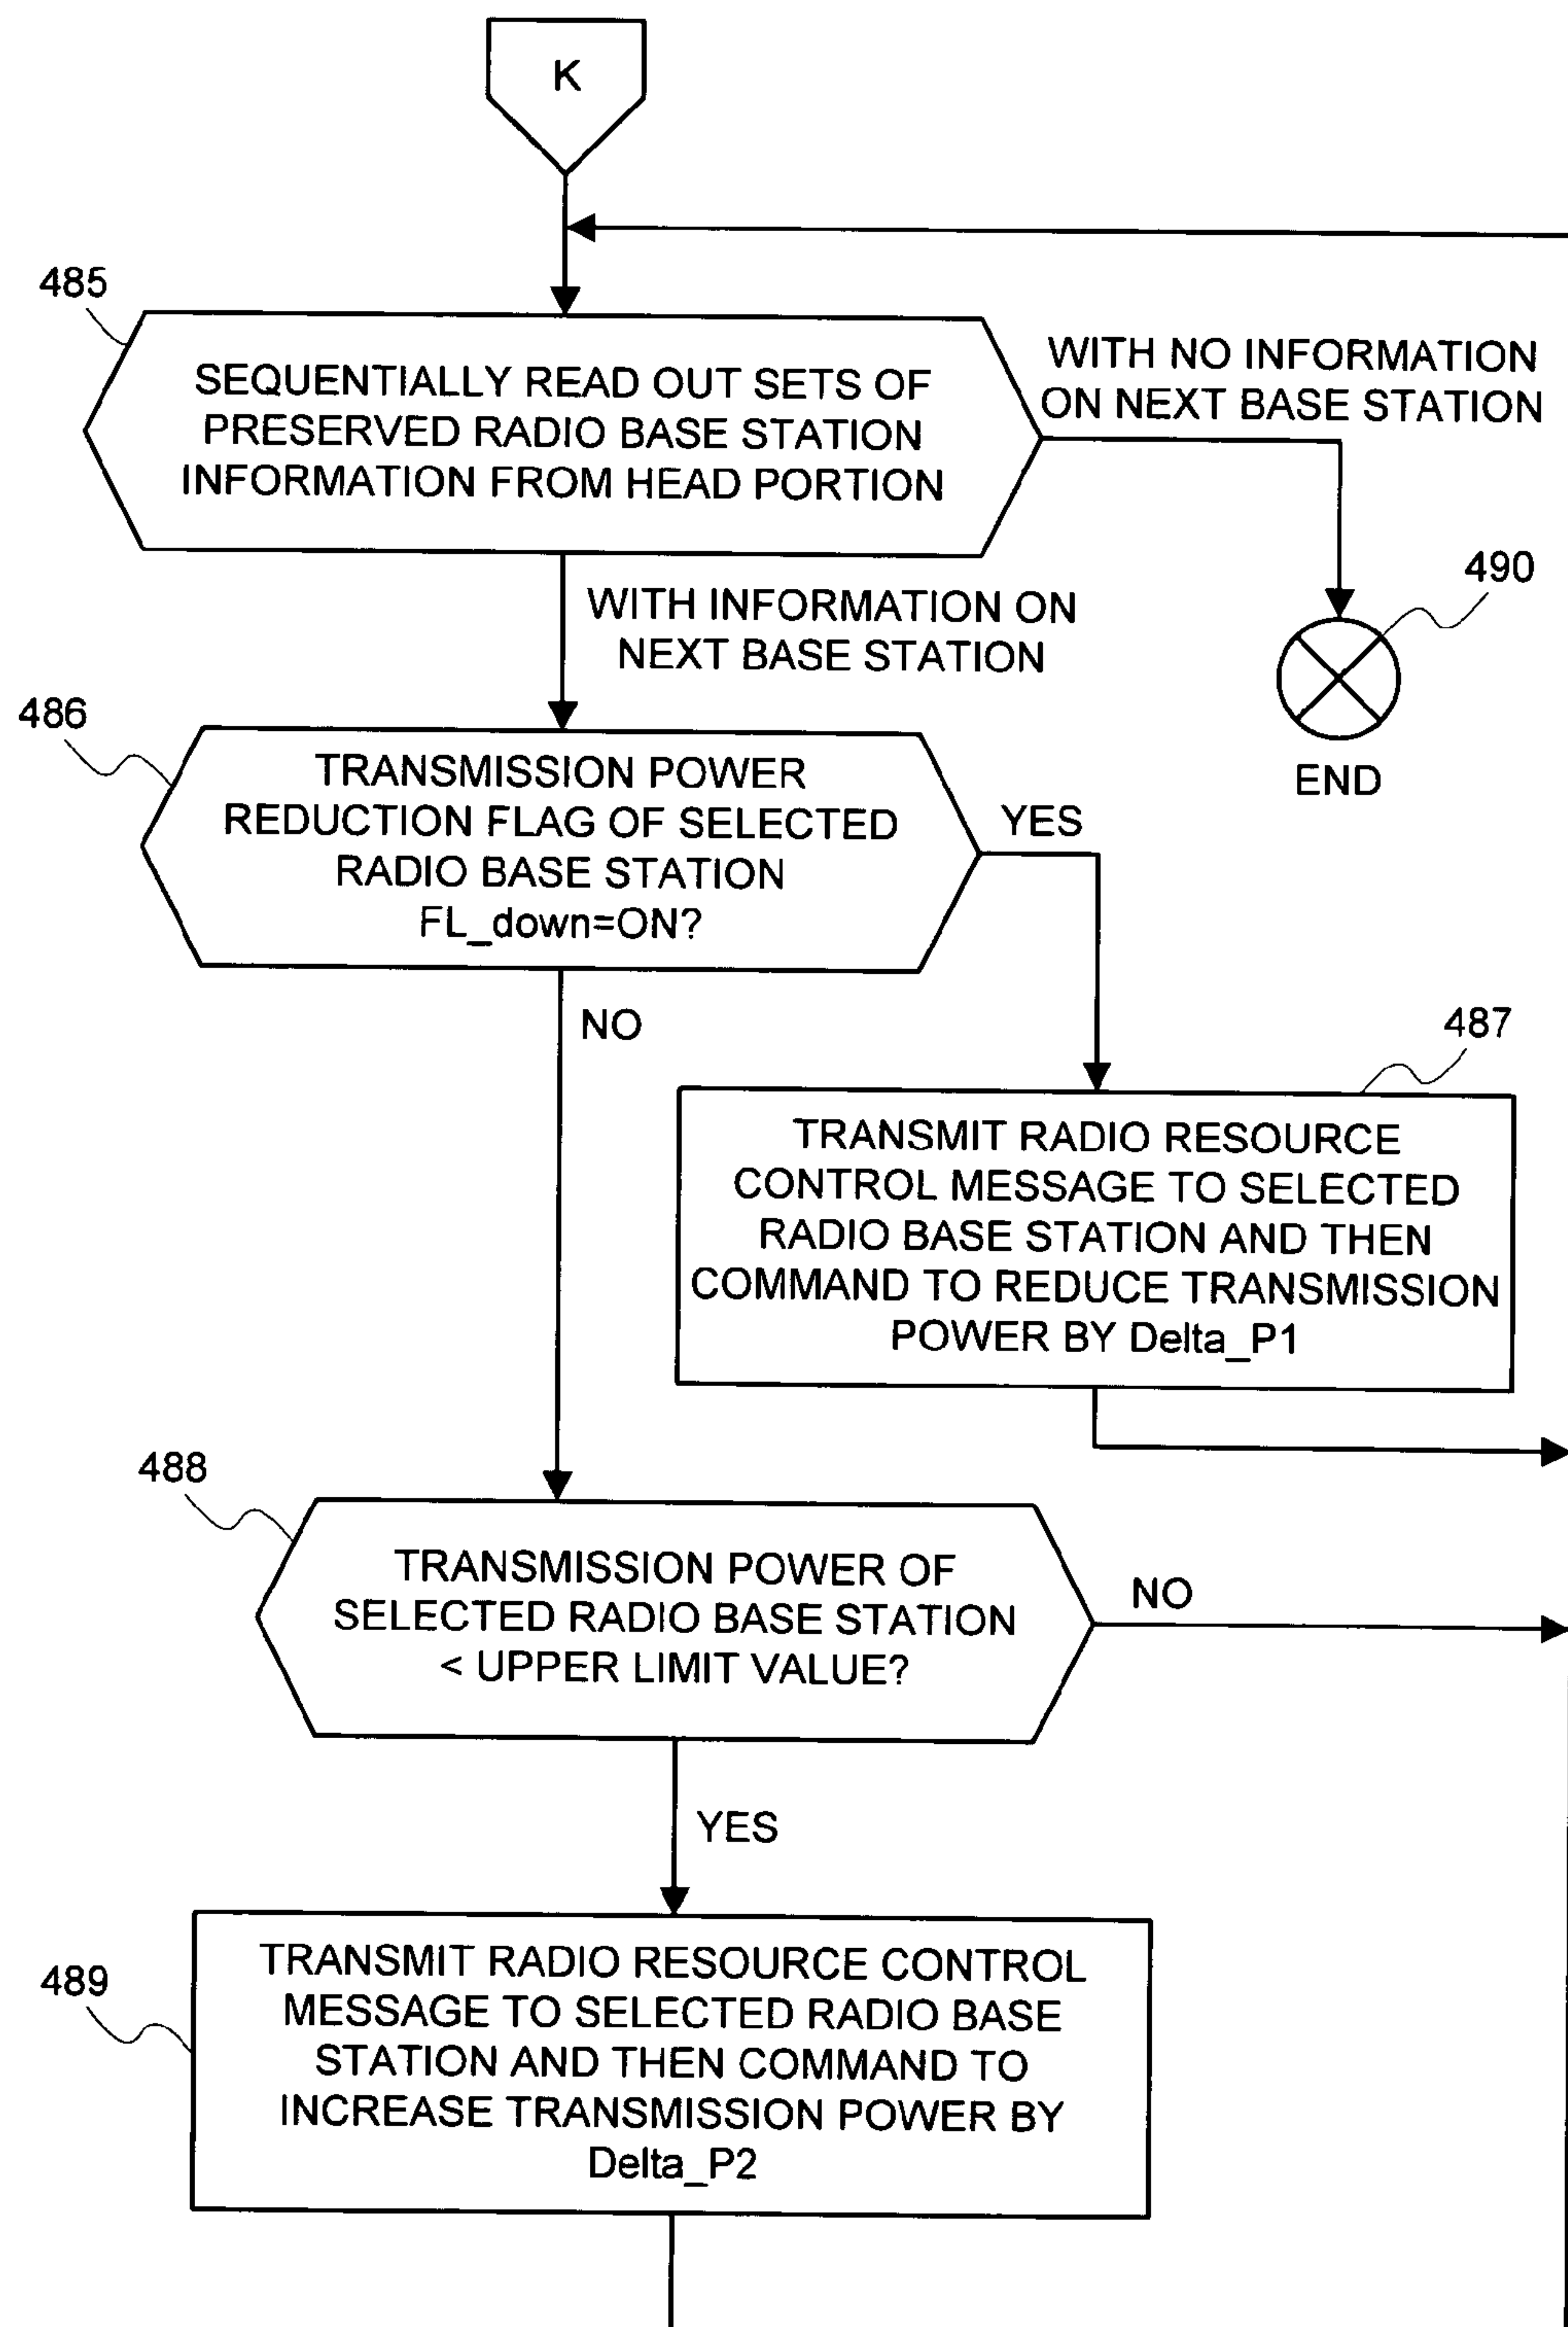 K
485
SEQUENTIALLY READ OUT SETS OF
PRESERVED RADIO BASE STATION
INFORMATION FROM HEAD PORTION
WITH NO INFORMATION
ON NEXT BASE STATION
490
END
WITH INFORMATION ON
NEXT BASE STATION
486
TRANSMISSION POWER
REDUCTION FLAG OF SELECTED
RADIO BASE STATION
FL_down=ON?
YES
NO
487
TRANSMIT RADIO RESOURCE
CONTROL MESSAGE TO SELECTED
RADIO BASE STATION AND THEN
COMMAND TO REDUCE TRANSMISSION
POWER BY Delta_P1
488
TRANSMISSION POWER OF
SELECTED RADIO BASE STATION
< UPPER LIMIT VALUE?
NO
YES
489
TRANSMIT RADIO RESOURCE CONTROL
MESSAGE TO SELECTED RADIO BASE
STATION AND THEN COMMAND TO
INCREASE TRANSMISSION POWER BY
Delta_P2